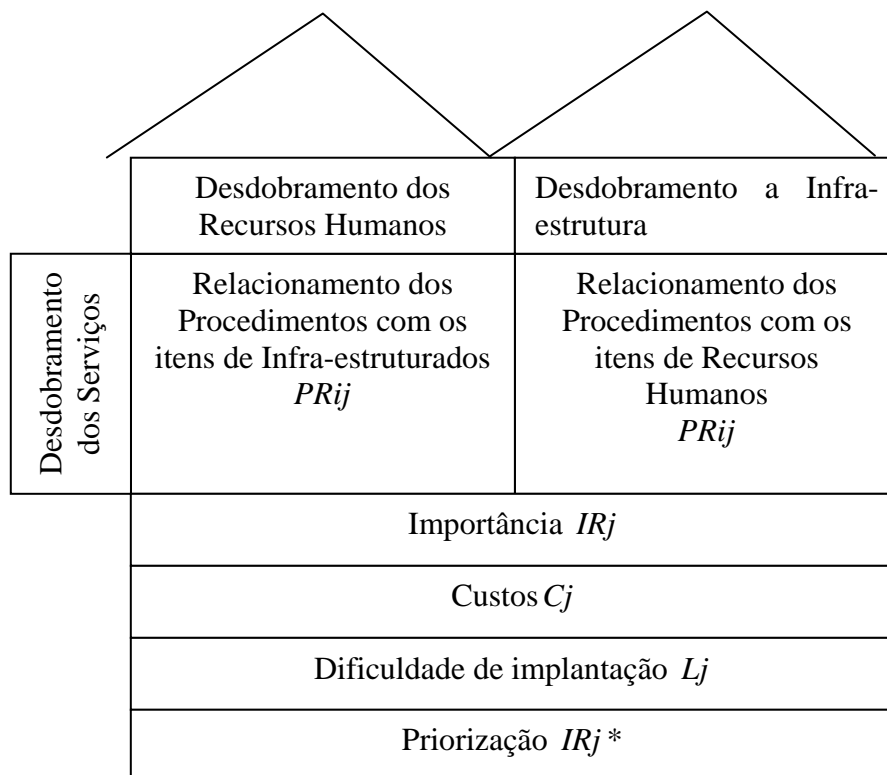 Desdobramento dos
Recursos Humanos
Desdobramento a Infra-
estrutura
Desdobramento
dos Serviços
Relacionamento dos
Procedimentos com os
itens de Infra-estruturados
PRij
Relacionamento dos
Procedimentos com os
itens de Recursos
Humanos
PRij
Importância IRj
Custos Cj
Dificuldade de implantação Lj
Priorização IRj *